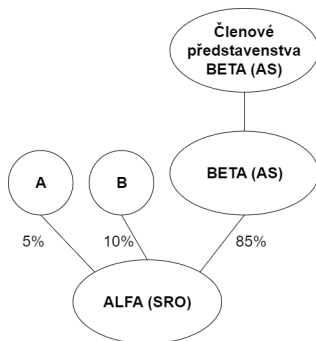 Členové
představenstva
BETA (AS)
BETA (AS)
A
B
5%
10%
85%
ALFA (SRO)